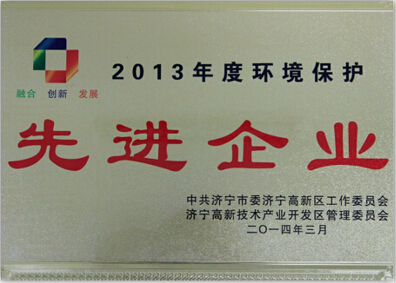 2013年度环境保护
融合 创新 发展
先进企业
中共济宁市委济宁高新区工作委员会
济宁高新技术产业开发区管理委员会
二〇一四年三月